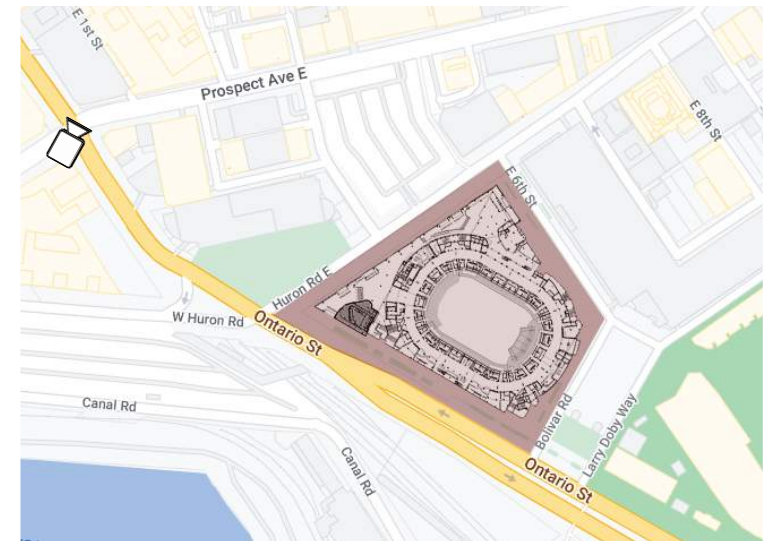 E 1st St
Prospect Ave E
E 8th St
E 6th St
Huron Rd E
W Huron Rd
Ontario St
Canal Rd
Canal Rd
Bolivar Rd
Larry Doby Way
Ontario St